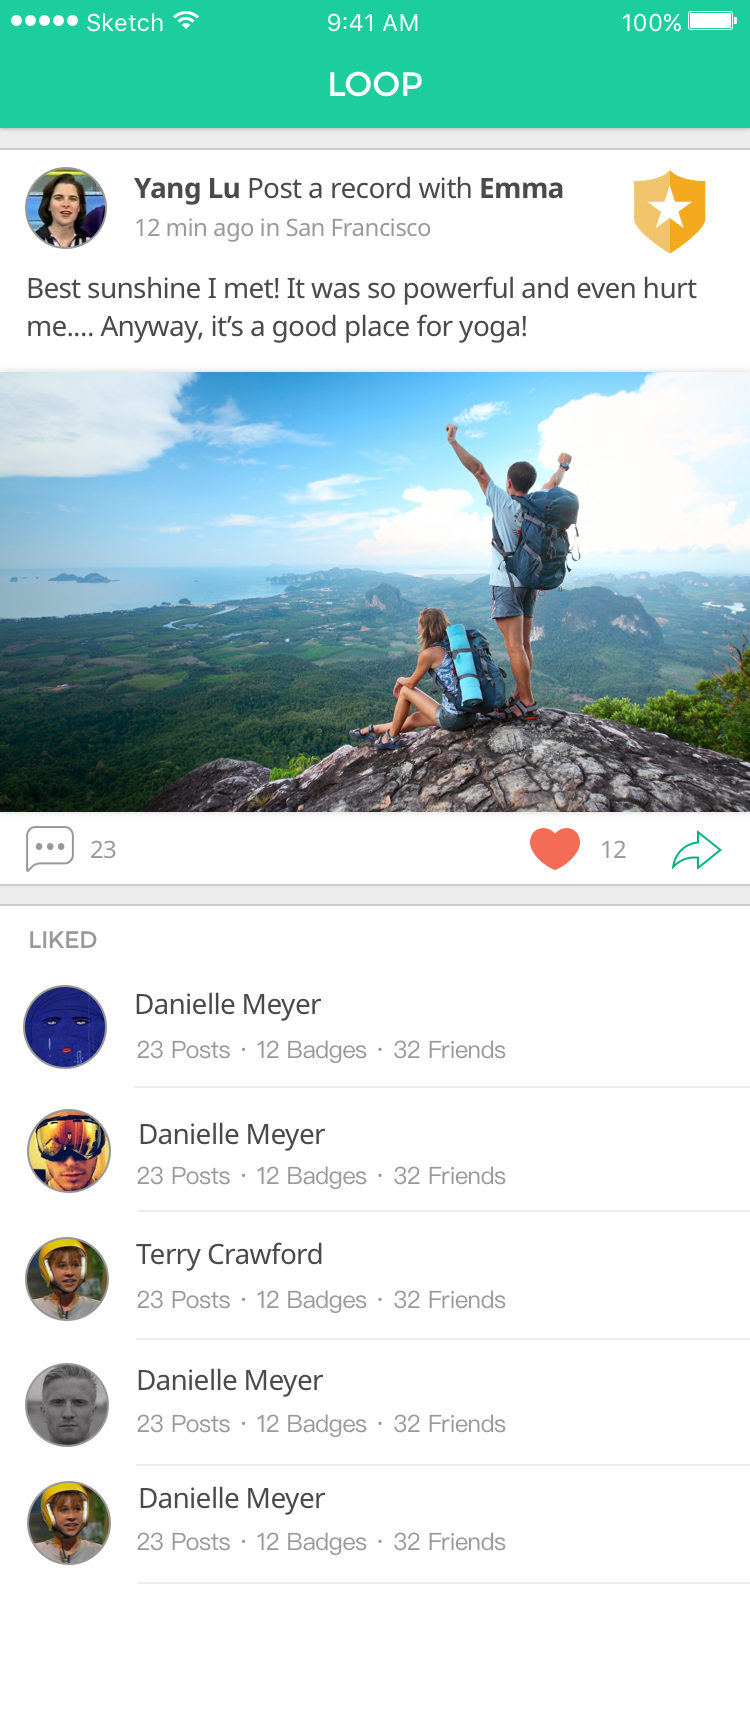 Sketch 9:41 AM 100%
LOOP
Yang Lu Post a record with Emma
12 min ago in San Francisco
Best sunshine I met! It was so powerful and even hurt
me.... Anyway, it’s a good place for yoga!
23 12
LIKED
Danielle Meyer
23 Posts · 12 Badges · 32 Friends
Danielle Meyer
23 Posts · 12 Badges · 32 Friends
Terry Crawford
23 Posts · 12 Badges · 32 Friends
Danielle Meyer
23 Posts · 12 Badges · 32 Friends
Danielle Meyer
23 Posts · 12 Badges · 32 Friends